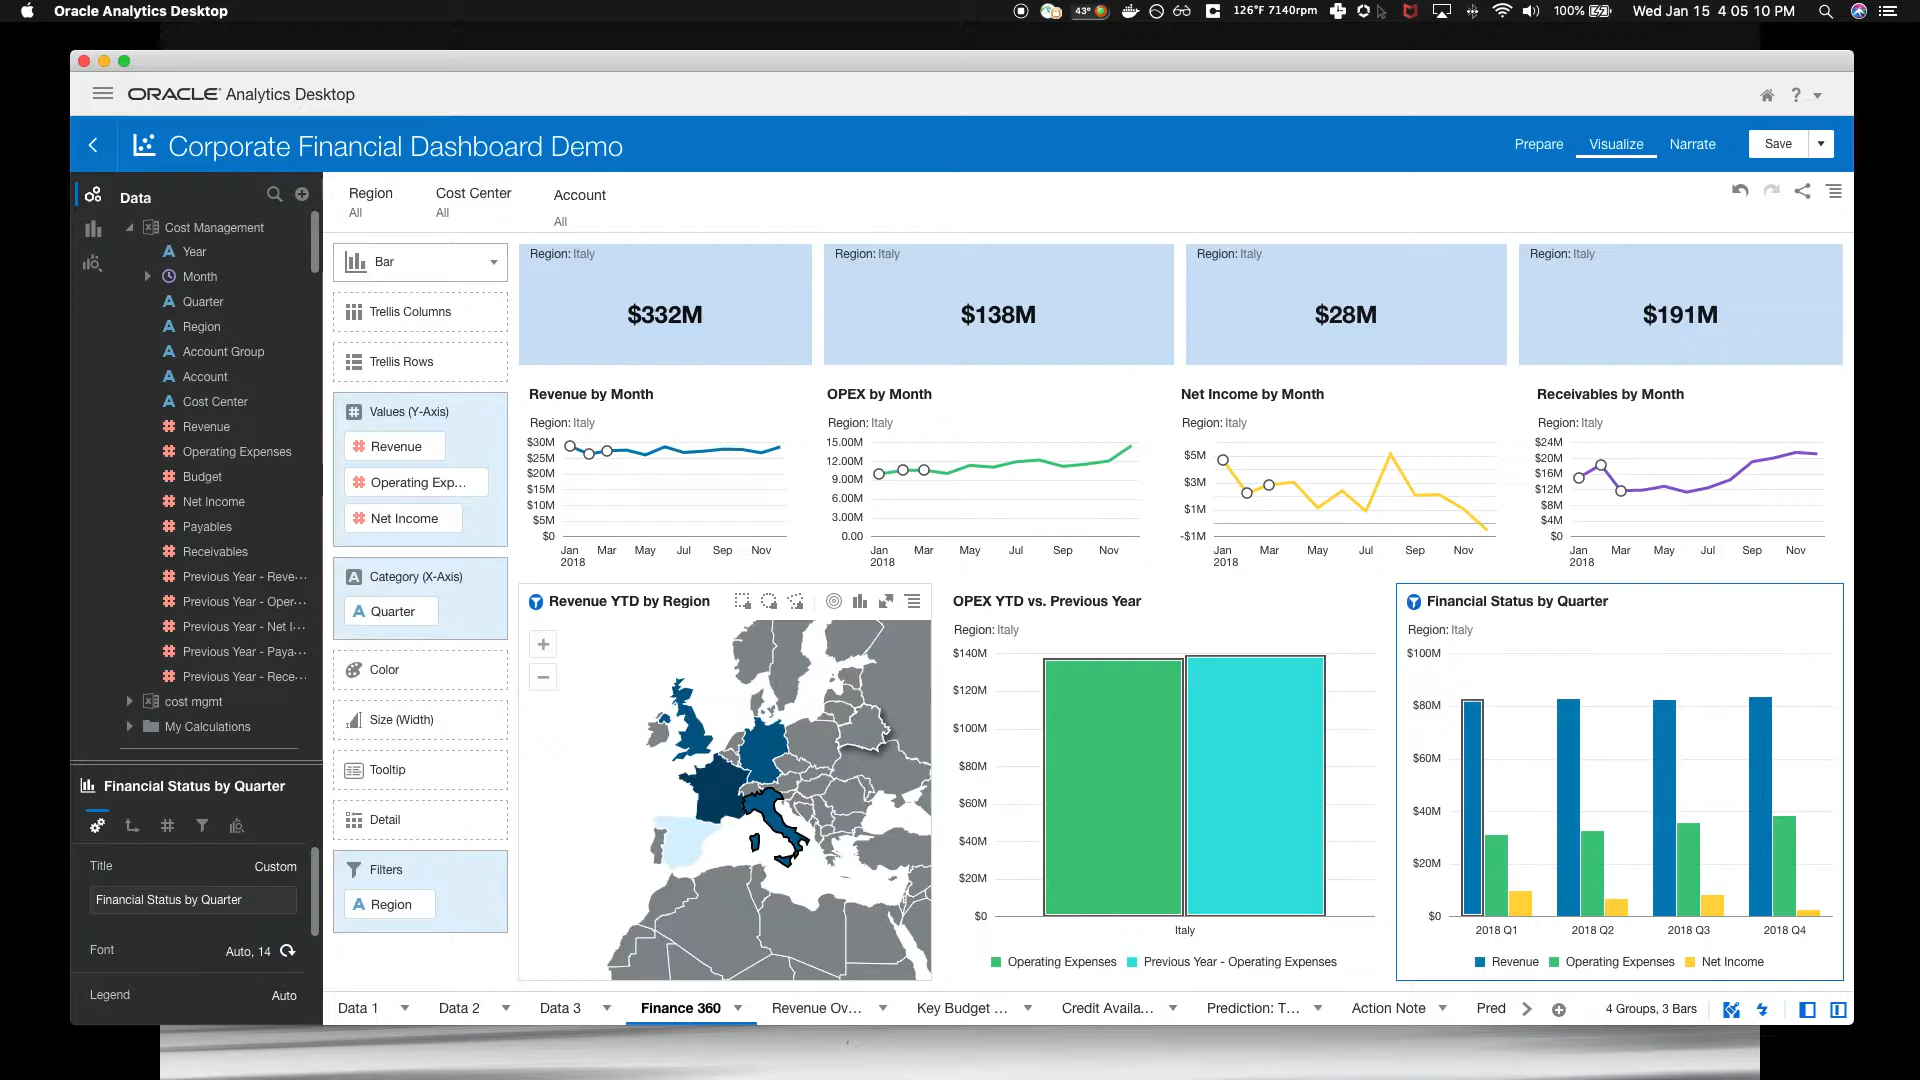 Oracle Analytics Desktop
43°
126°F 7140rpm
100%
Wed Jan 15 4 05 10 PM
ORACLE Analytics Desktop
?
Corporate Financial Dashboard Demo
Prepare
Visualize
Narrate
Save
Data
Cost Management
Year
Month
Quarter
Region
Account Group
Account
Cost Center
Revenue
Operating Expenses
Budget
Net Income
Payables
Receivables
Previous Year - Reve···
Previous Year - Oper···
Previous Year - Net I···
Previous Year - Paya···
Previous Year - Rece···
cost mgmt
My Calculations
Financial Status by Quarter
Title
Custom
Financial Status by Quarter
Font
Auto, 14
Legend
Auto
Region
All
Cost Center
All
Account
All
Bar
Trellis Columns
Trellis Rows
Values (Y-Axis)
Revenue
Operating Exp...
Net Income
Category (X-Axis)
Quarter
Color
Size (Width)
Tooltip
Detail
Filters
Region
Region: Italy
$332M
Region: Italy
$138M
Region: Italy
$28M
Region: Italy
$191M
Revenue by Month
Region: Italy
$30M
$25M
$20M
$15M
$10M
$5M
$0
Jan Mar May Jul Sep Nov
2018
OPEX by Month
Region: Italy
15.00M
12.00M
9.00M
6.00M
3.00M
0.00
Jan Mar May Jul Sep Nov
2018
Net Income by Month
Region: Italy
$5M
$3M
$1M
-$1M
Jan Mar May Jul Sep Nov
2018
Receivables by Month
Region: Italy
$24M
$20M
$16M
$12M
$8M
$4M
$0
Jan Mar May Jul Sep Nov
2018
Revenue YTD by Region
+
−
OPEX YTD vs. Previous Year
Region: Italy
$140M
$120M
$100M
$80M
$60M
$40M
$20M
$0
Italy
Operating Expenses
Previous Year - Operating Expenses
Financial Status by Quarter
Region: Italy
$100M
$80M
$60M
$40M
$20M
$0
2018 Q1 2018 Q2 2018 Q3 2018 Q4
Revenue
Operating Expenses
Net Income
Data 1
Data 2
Data 3
Finance 360
Revenue Ov...
Key Budget ...
Credit Availa...
Prediction: T...
Action Note
Pred
4 Groups, 3 Bars